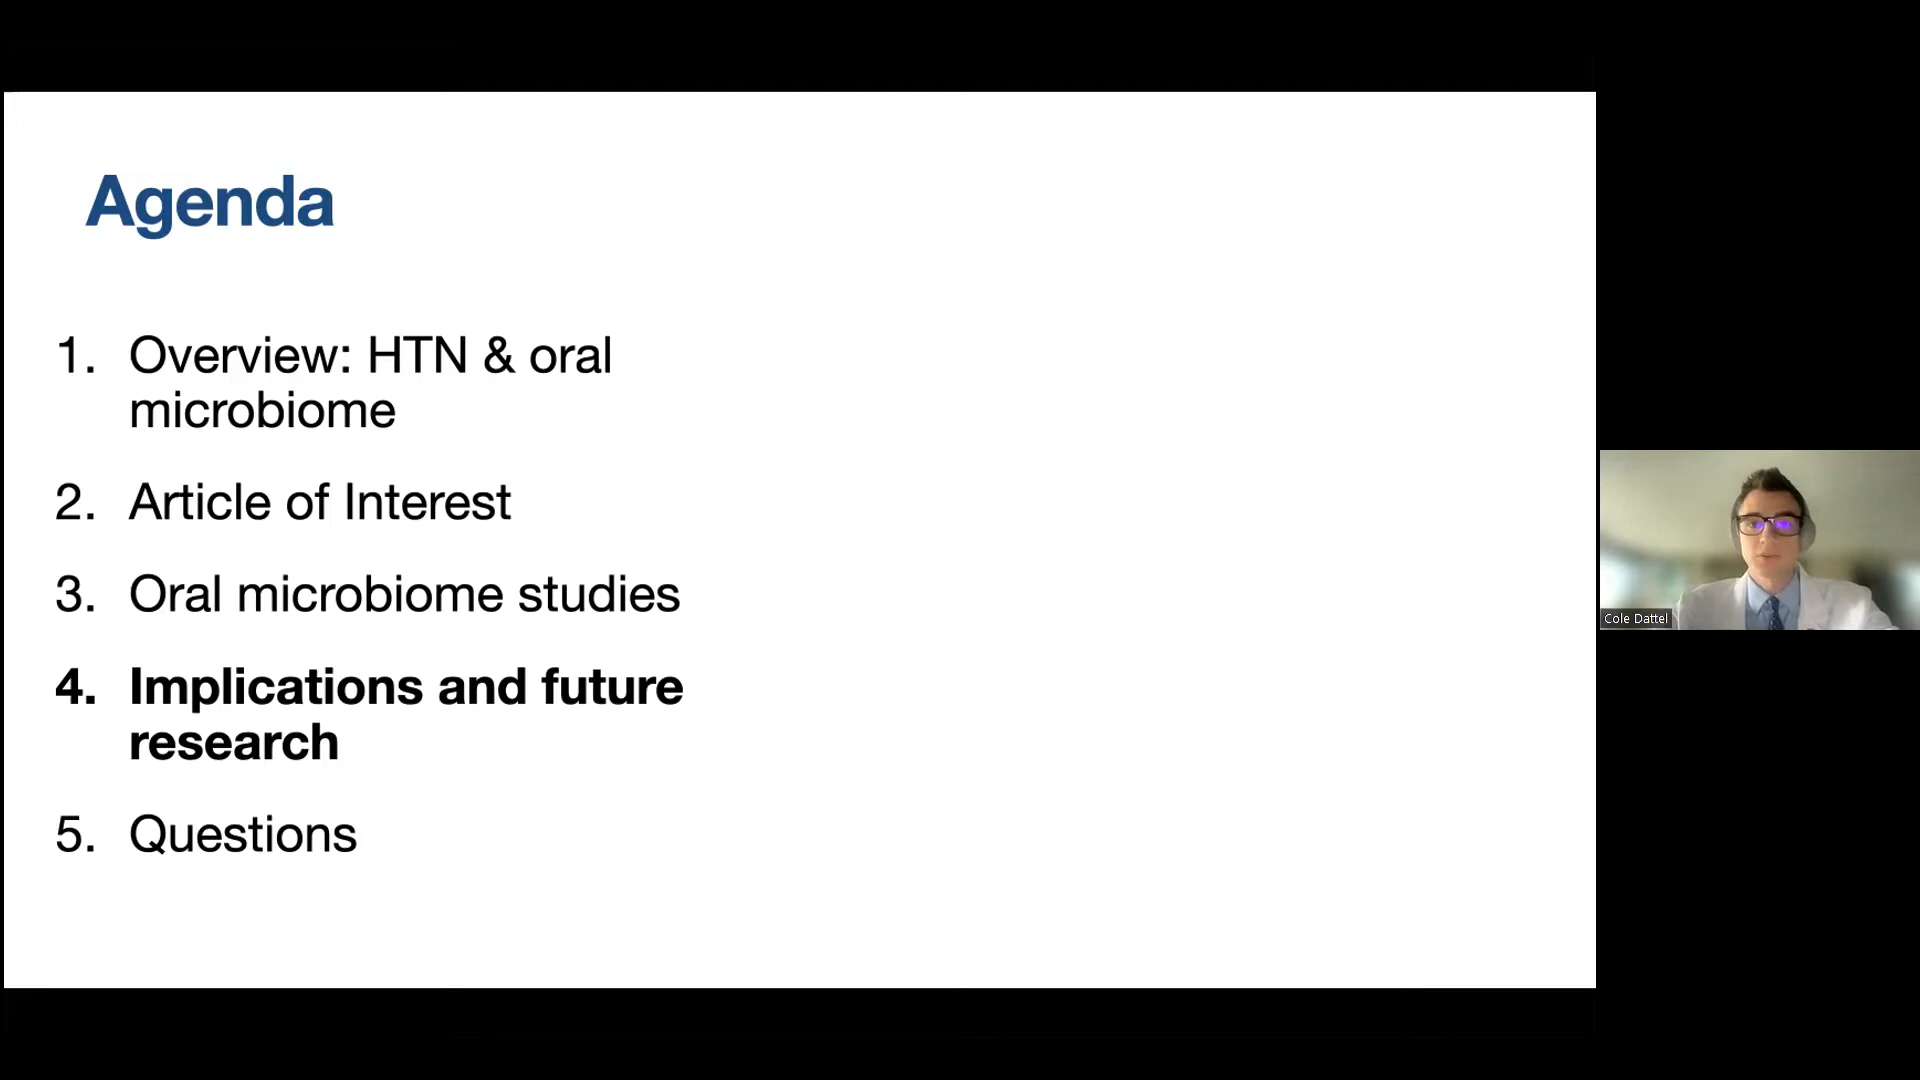 Agenda
1. Overview: HTN & oral
microbiome
2. Article of Interest
3. Oral microbiome studies
4. Implications and future
research
5. Questions
Cole Dattel